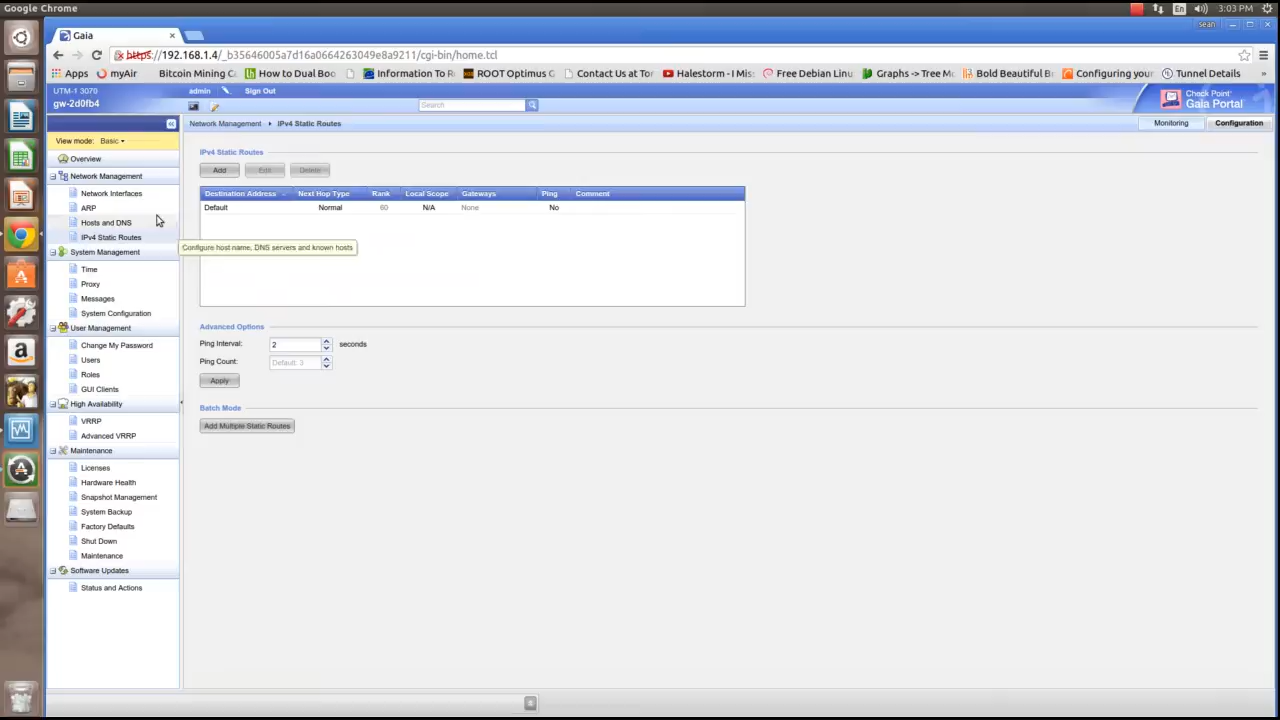 Google Chrome
En
3:03 PM
Gaia
sean
https://192.168.1.4/_b35646005a7d16a0664263049e8a9211/cgi-bin/home.tcl
Apps
myAir
Bitcoin Mining C
How to Dual Boo
Information To R
ROOT Optimus G
Contact Us at To
Halestorm - I Mis
Free Debian Linu
Graphs -> Tree M
Bold Beautiful B
Configuring your
Tunnel Details
UTM-1 3070
gw-2d0fb4
admin
Sign Out
Search
Check Point
Gaia Portal
Network Management
IPv4 Static Routes
Monitoring
Configuration
View mode: Basic
Overview
Network Management
Network Interfaces
ARP
Hosts and DNS
IPv4 Static Routes
System Management
Time
Proxy
Messages
System Configuration
User Management
Change My Password
Users
Roles
GUI Clients
High Availability
VRRP
Advanced VRRP
Maintenance
Licenses
Hardware Health
Snapshot Management
System Backup
Factory Defaults
Shut Down
Maintenance
Software Updates
Status and Actions
IPv4 Static Routes
Add
Edit
Delete
Destination Address Next Hop Type Rank Local Scope Gateways Ping Comment
Default Normal 60 N/A None No
Configure host name, DNS servers and known hosts
Advanced Options
Ping Interval: 2 seconds
Ping Count: Default: 3
Apply
Batch Mode
Add Multiple Static Routes